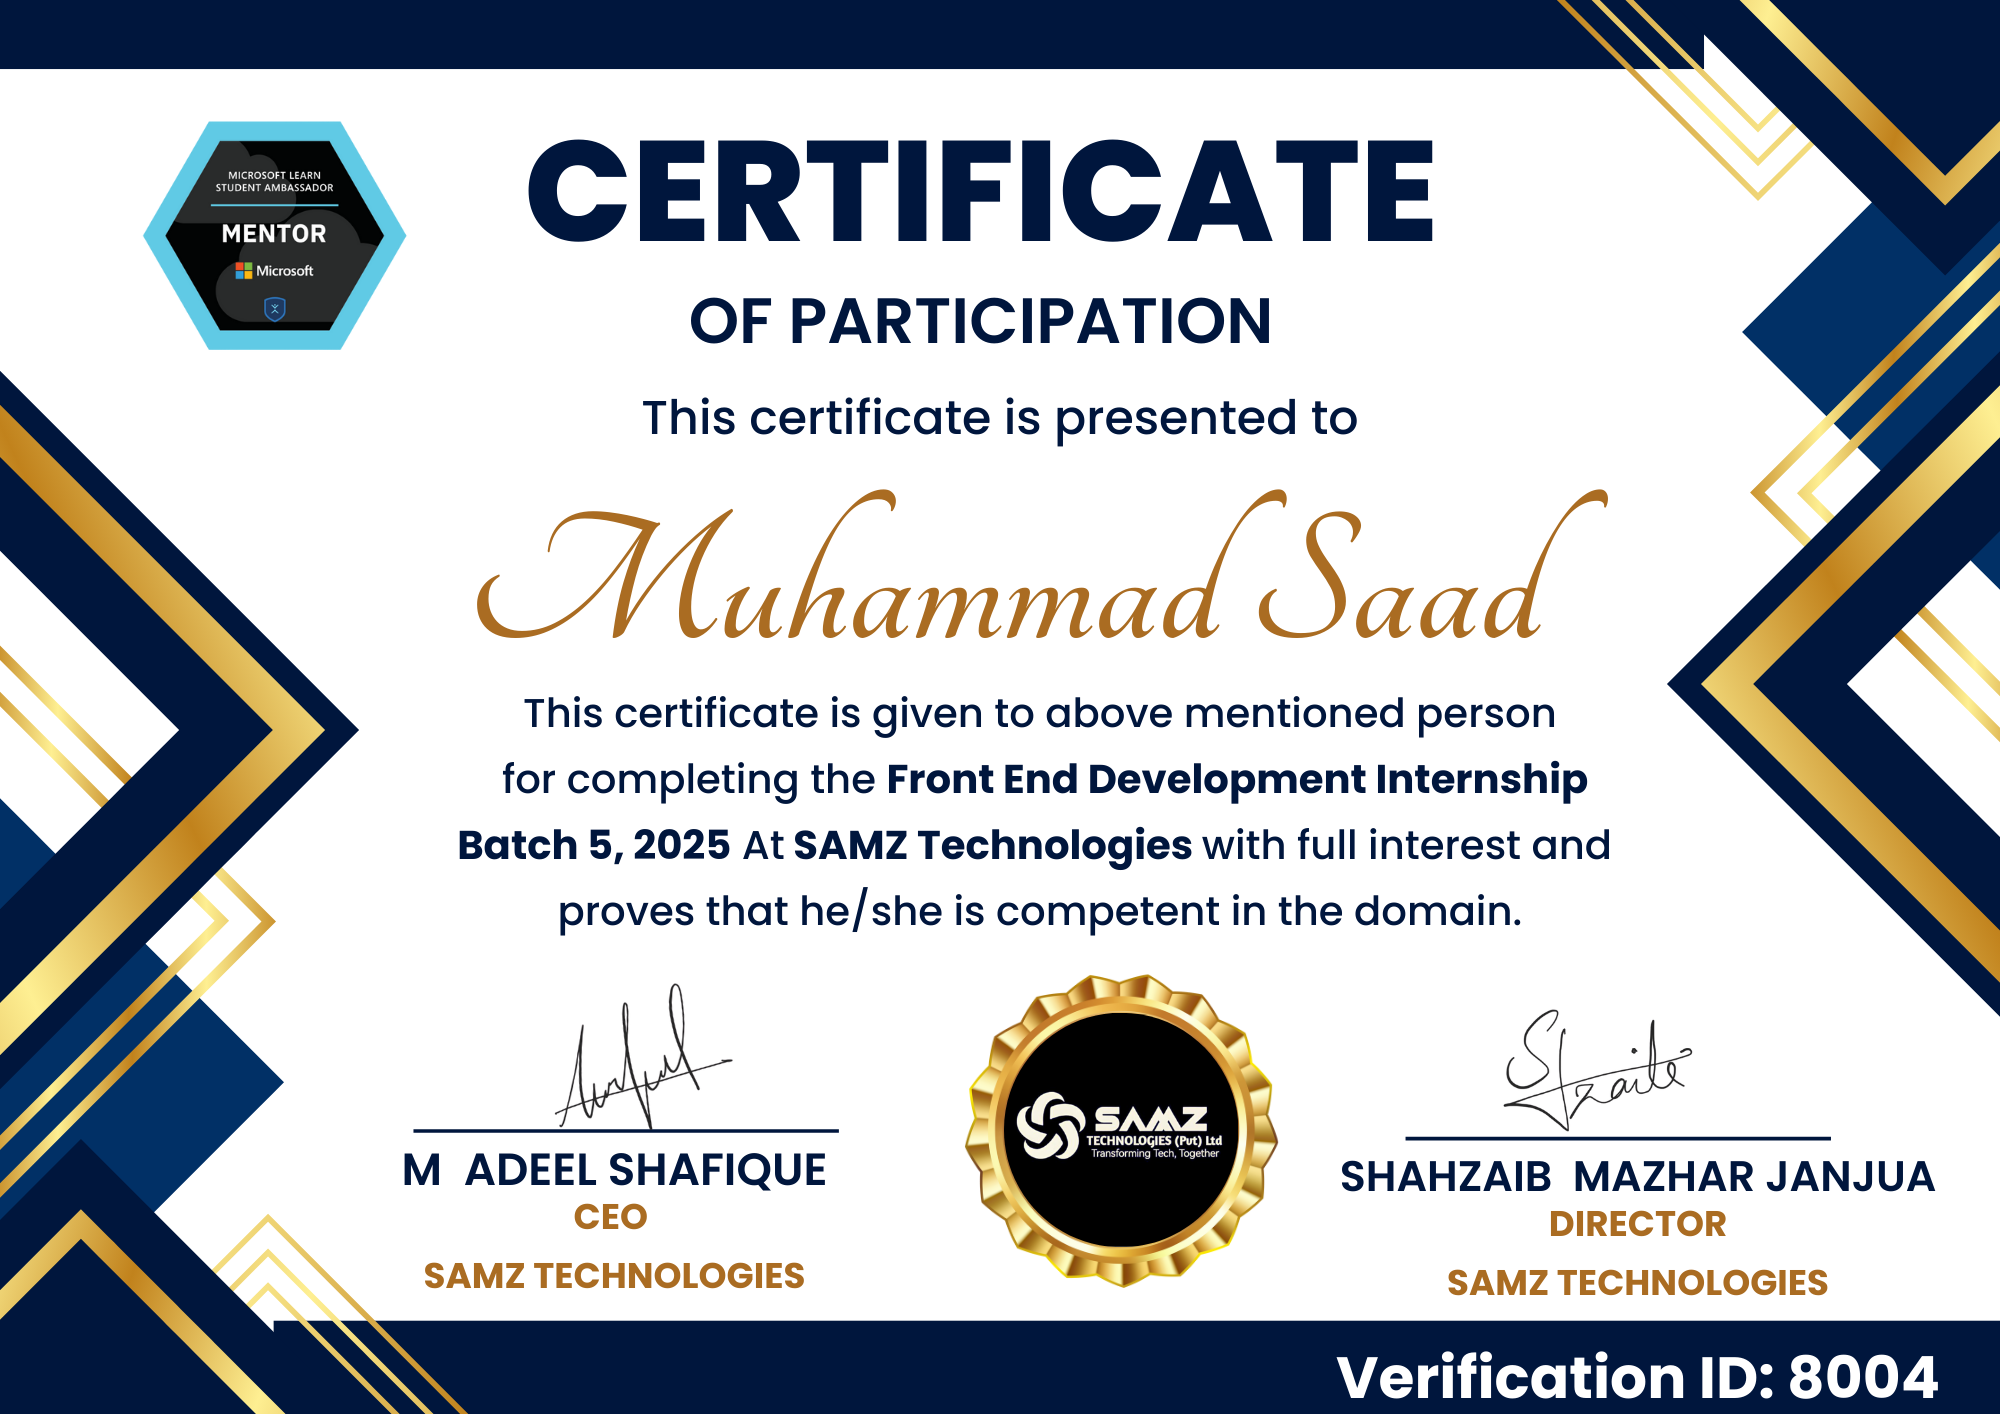 MICROSOFT LEARN
STUDENT AMBASSADOR
MENTOR
Microsoft
CERTIFICATE
OF PARTICIPATION
This certificate is presented to
Muhammad Saad
This certificate is given to above mentioned person
for completing the Front End Development Internship
Batch 5, 2025 At SAMZ Technologies with full interest and
proves that he/she is competent in the domain.
M ADEEL SHAFIQUE
CEO
SAMZ TECHNOLOGIES
SAMZ
TECHNOLOGIES (Pvt) Ltd
Transforming Tech, Together
SHAHZAIB MAZHAR JANJUA
DIRECTOR
SAMZ TECHNOLOGIES
Verification ID: 8004